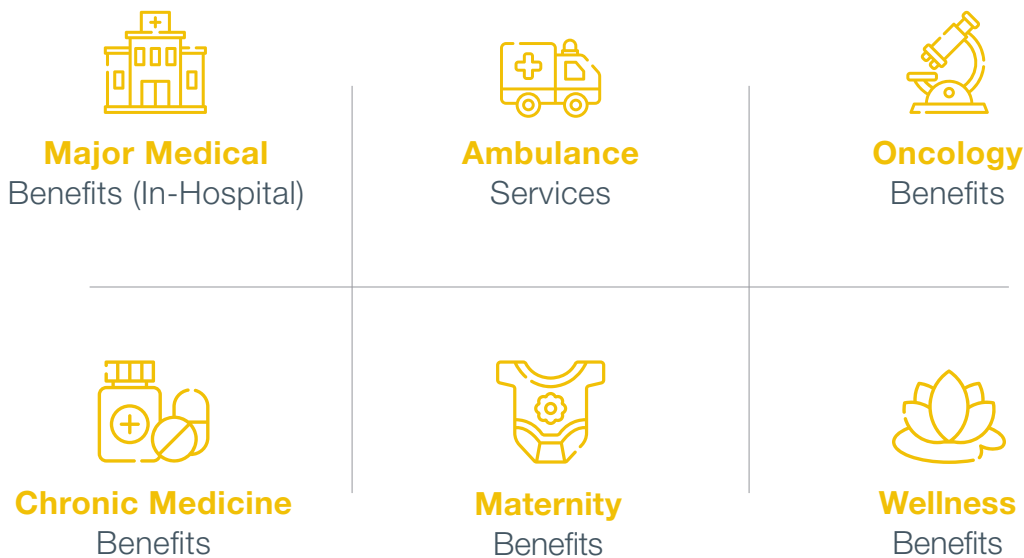 Major Medical
Benefits (In-Hospital)
Ambulance
Services
Oncology
Benefits
Chronic Medicine
Benefits
Maternity
Benefits
Wellness
Benefits